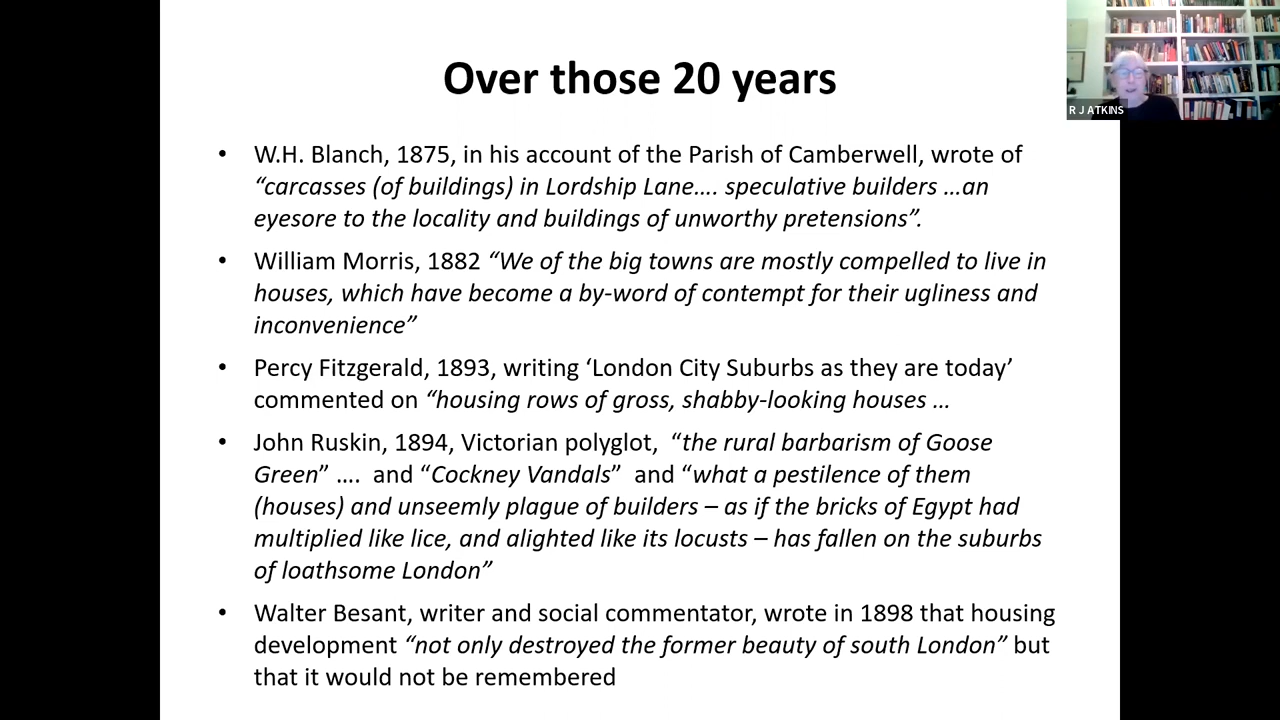 Over those 20 years
R J ATKINS
• W.H. Blanch, 1875, in his account of the Parish of Camberwell, wrote of
“carcasses (of buildings) in Lordship Lane…. speculative builders …an
eyesore to the locality and buildings of unworthy pretensions”.
• William Morris, 1882 “We of the big towns are mostly compelled to live in
houses, which have become a by-word of contempt for their ugliness and
inconvenience”
• Percy Fitzgerald, 1893, writing ‘London City Suburbs as they are today’
commented on “housing rows of gross, shabby-looking houses …
• John Ruskin, 1894, Victorian polyglot, “the rural barbarism of Goose
Green” …. and “Cockney Vandals” and “what a pestilence of them
(houses) and unseemly plague of builders – as if the bricks of Egypt had
multiplied like lice, and alighted like its locusts – has fallen on the suburbs
of loathsome London”
• Walter Besant, writer and social commentator, wrote in 1898 that housing
development “not only destroyed the former beauty of south London” but
that it would not be remembered